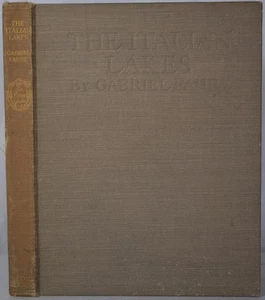 THE
ITALIAN
LAKES
GABRIEL
FAURE
THE ITALIAN
LAKES
BY GABRIEL FAURE